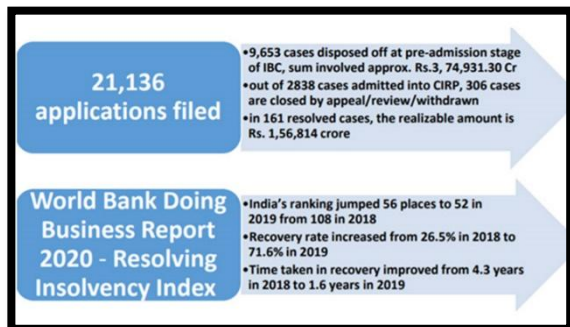 21,136
applications filed
•9,653 cases disposed off at pre-admission stage
of IBC, sum involved approx. Rs.3, 74,931.30 Cr
•out of 2838 cases admitted into CIRP, 306 cases
are closed by appeal/review/withdrawn
•in 161 resolved cases, the realizable amount is
Rs. 1,56,814 crore
World Bank Doing
Business Report
2020 - Resolving
Insolvency Index
•India's ranking jumped 56 places to 52 in
2019 from 108 in 2018
•Recovery rate increased from 26.5% in 2018 to
71.6% in 2019
•Time taken in recovery improved from 4.3 years
in 2018 to 1.6 years in 2019